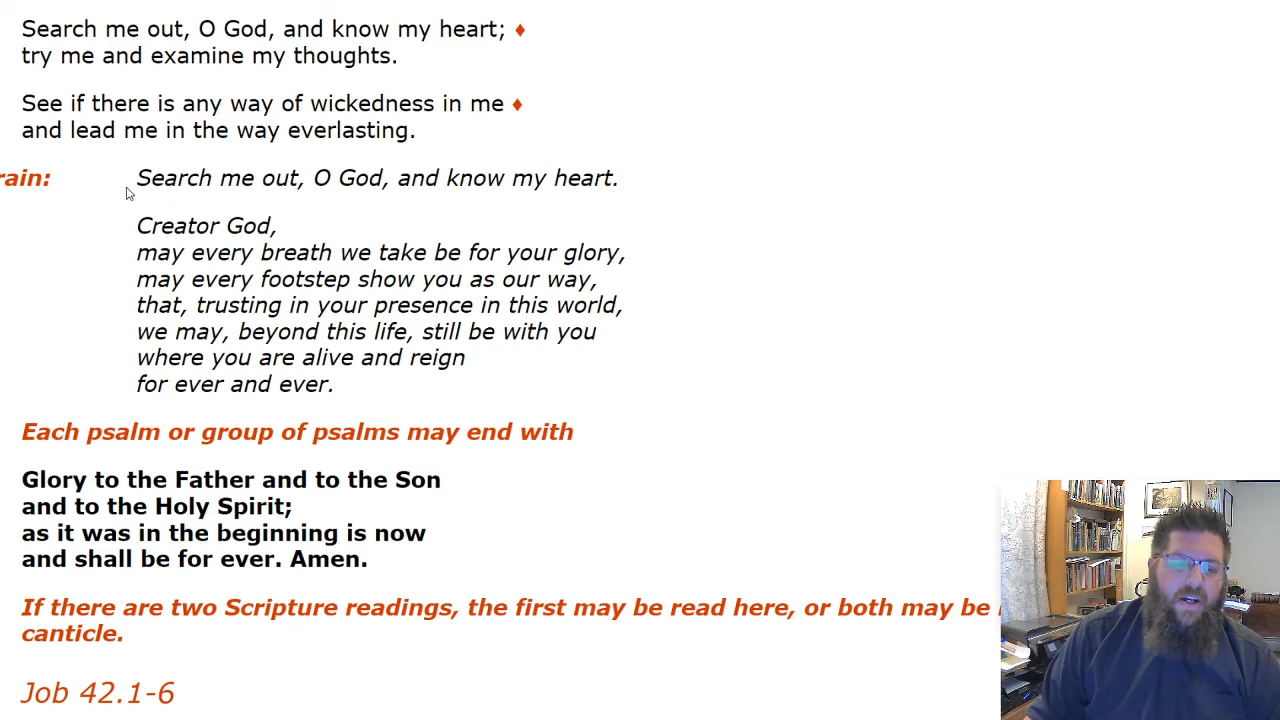 Search me out, O God, and know my heart; ♦
try me and examine my thoughts.
See if there is any way of wickedness in me ♦
and lead me in the way everlasting.
rain: Search me out, O God, and know my heart.
Creator God,
may every breath we take be for your glory,
may every footstep show you as our way,
that, trusting in your presence in this world,
we may, beyond this life, still be with you
where you are alive and reign
for ever and ever.
Each psalm or group of psalms may end with
Glory to the Father and to the Son
and to the Holy Spirit;
as it was in the beginning is now
and shall be for ever. Amen.
If there are two Scripture readings, the first may be read here, or both may be
canticle.
Job 42.1-6